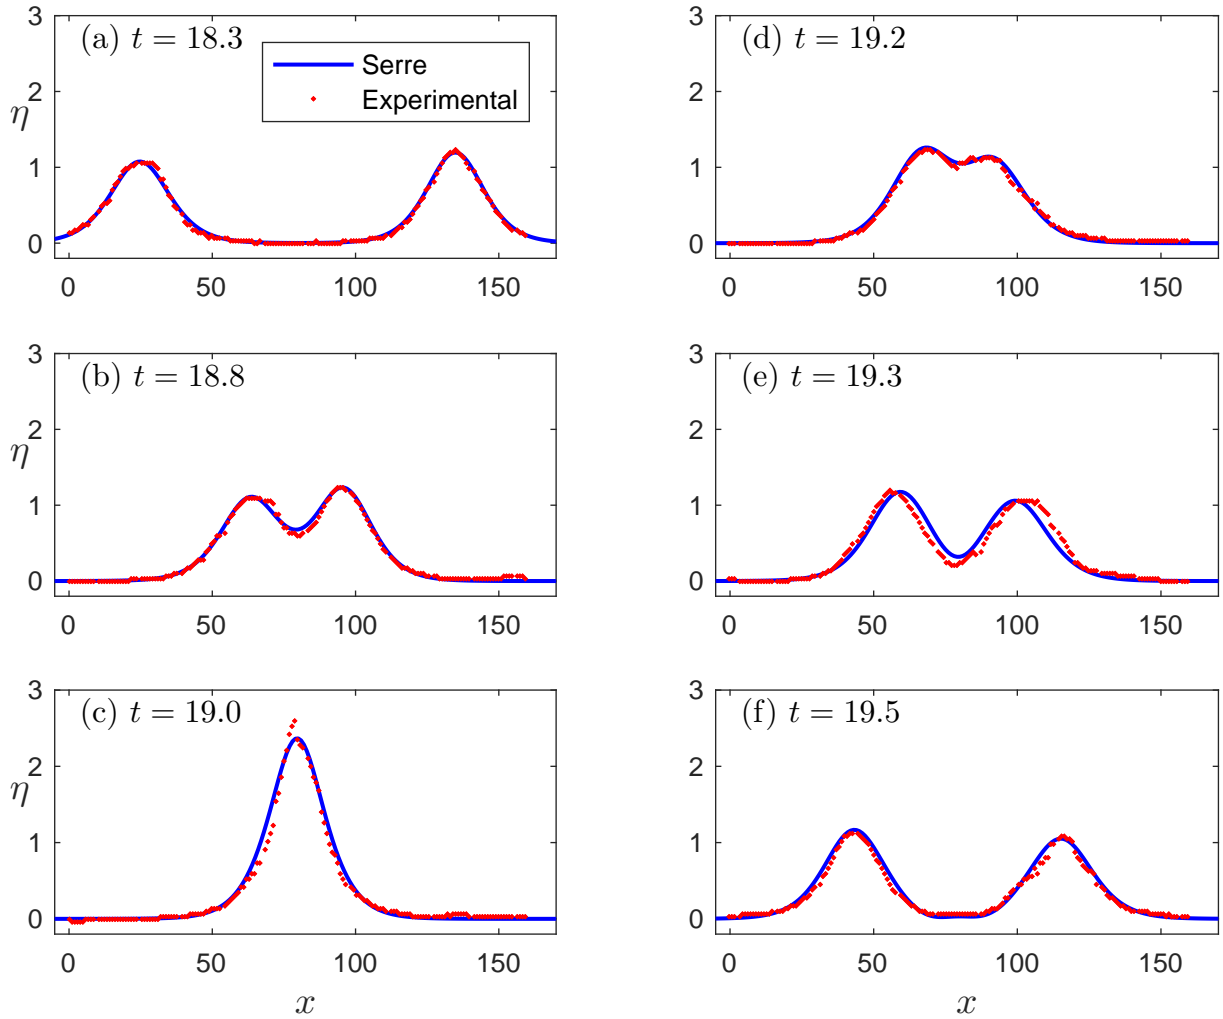 (a) t = 18.3
Serre
Experimental
η
3
2
1
0
0 50 100 150
(b) t = 18.8
η
3
2
1
0
0 50 100 150
(c) t = 19.0
η
3
2
1
0
0 50 100 150
x
(d) t = 19.2
3
2
1
0
0 50 100 150
(e) t = 19.3
3
2
1
0
0 50 100 150
(f) t = 19.5
3
2
1
0
0 50 100 150
x